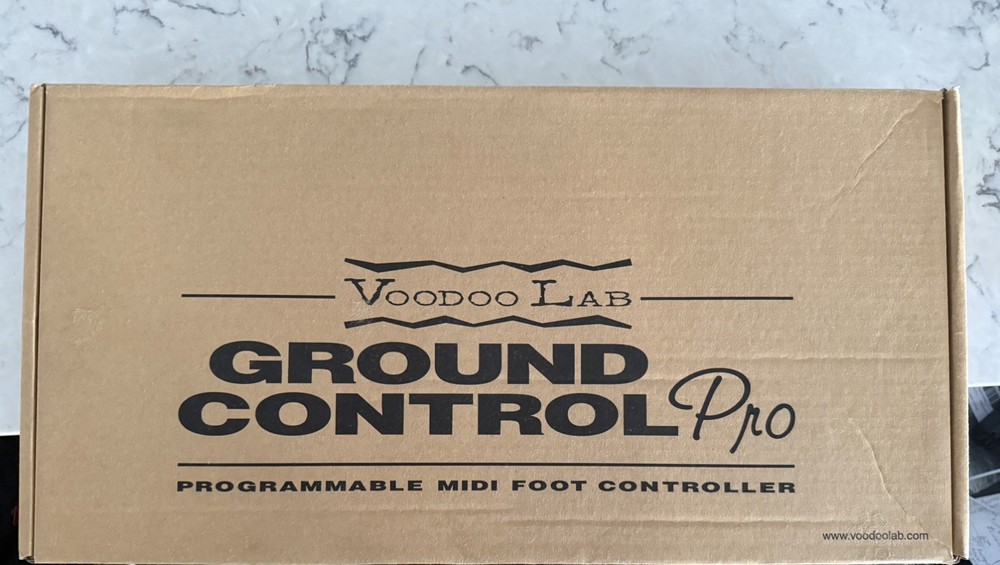 VOODOO LAB
GROUND
CONTROL Pro
PROGRAMMABLE MIDI FOOT CONTROLLER
www.voodoolab.com